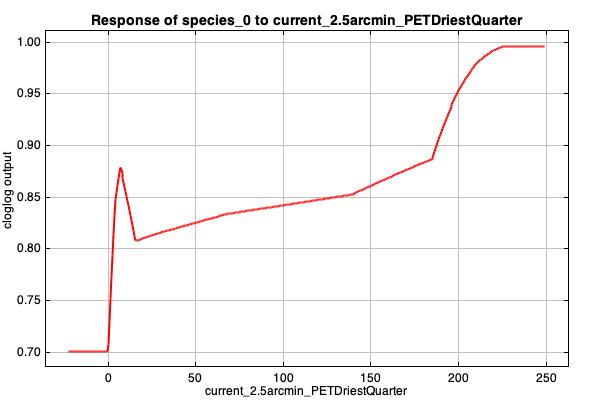 Response of species_0 to current_2.5arcmin_PETDriestQuarter
1.00
0.95
0.90
0.85
0.80
0.75
0.70
cloglog output
0 50 100 150 200 250
current_2.5arcmin_PETDriestQuarter